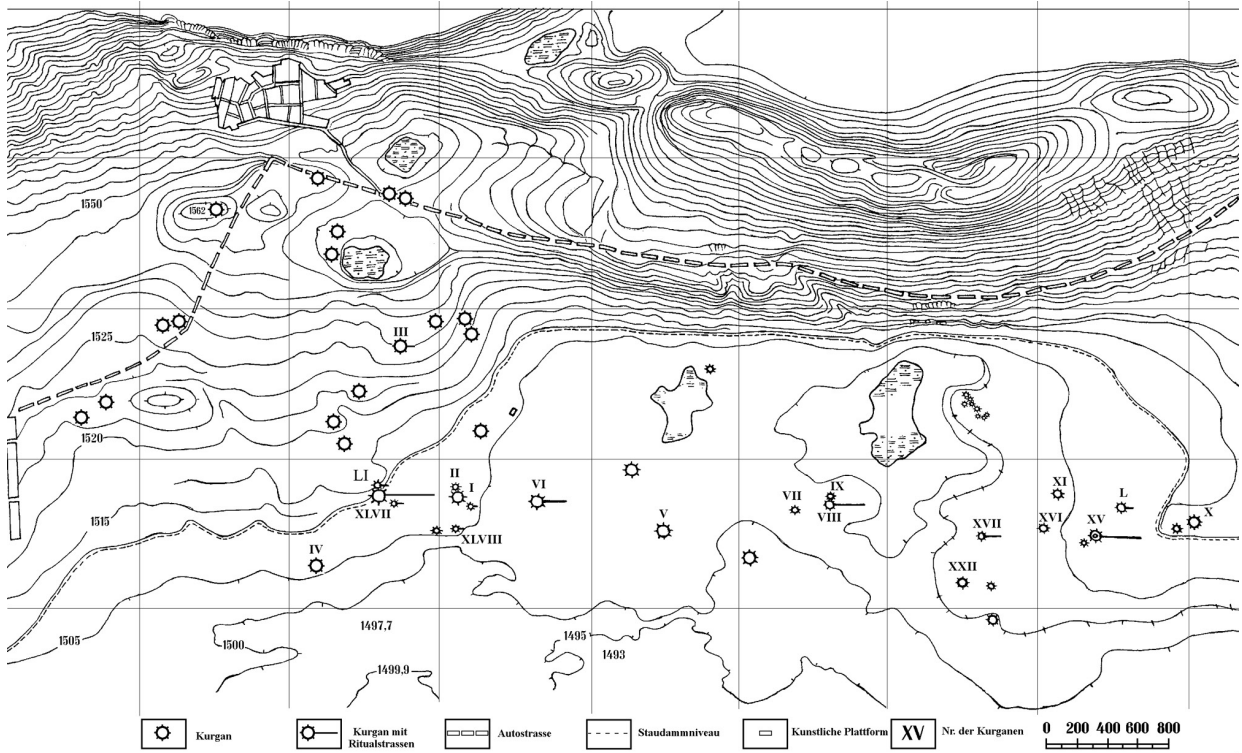 1550
1562
1525
III
1520
LI
II
I
VI
IX
XI
L
XLVII
VII
VIII
X
1515
V
XVII
XVI
XV
XLVIII
IV
XXII
1505
1500
1497,7
1495
1499,9
1493
Kurgan
Kurgan mit
Ritualstrassen
Autostrasse
Staudammniveau
Kunstliche Plattform
XV
Nr. der Kurganen
0 200 400 600 800